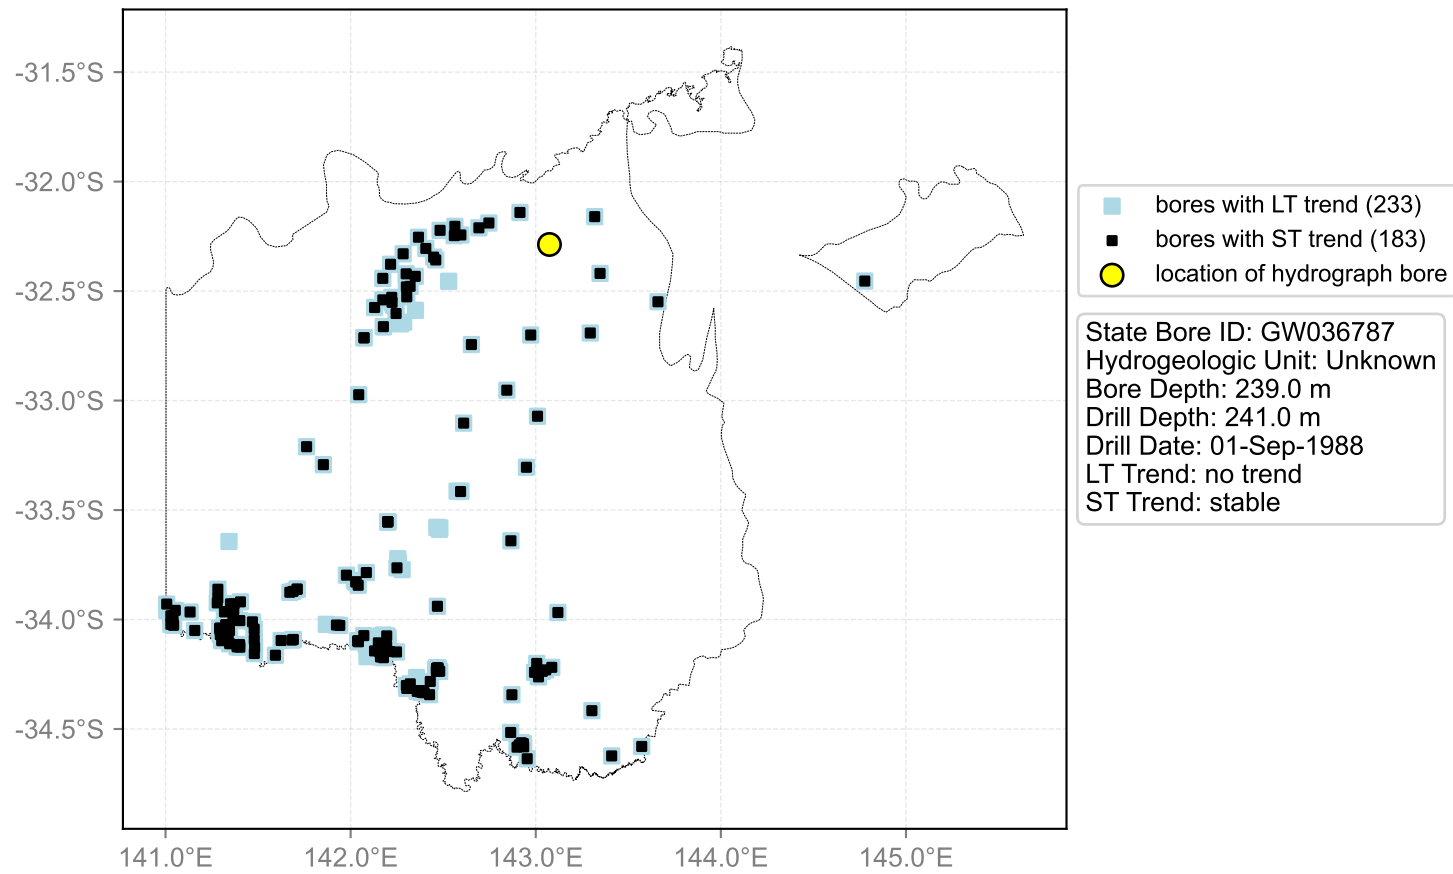 -31.5°S
-32.0°S
-32.5°S
-33.0°S
-33.5°S
-34.0°S
-34.5°S
141.0°E
142.0°E
143.0°E
144.0°E
145.0°E
bores with LT trend (233)
bores with ST trend (183)
location of hydrograph bore
State Bore ID: GW036787
Hydrogeologic Unit: Unknown
Bore Depth: 239.0 m
Drill Depth: 241.0 m
Drill Date: 01-Sep-1988
LT Trend: no trend
ST Trend: stable